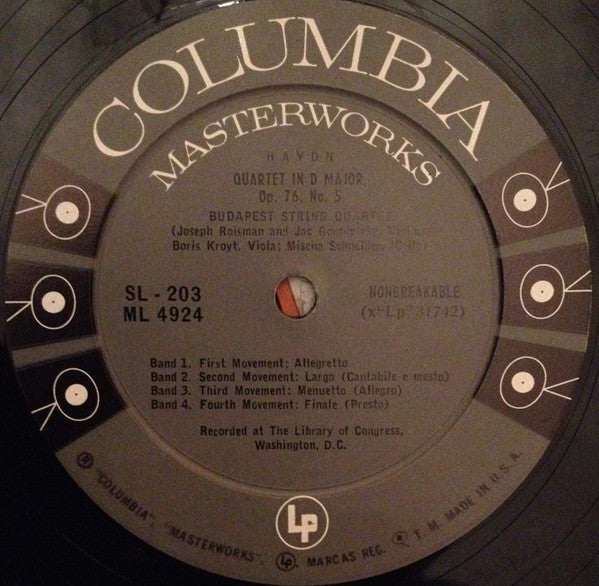 COLUMBIA
MASTERWORKS
HAYDN
QUARTET IN D MAJOR,
Op. 76, No. 5
BUDAPEST STRING QUARTET
(Joseph Roisman and Jac Gorodetzky, Violins;
Boris Kroyt, Viola; Mischa Schneider, 'Cello)
SL - 203
ML 4924
NONBREAKABLE
(x"Lp"31742)
Band 1. First Movement: Allegretto
Band 2. Second Movement: Largo (Cantabile e mesto)
Band 3. Third Movement: Menuetto (Allegro)
Band 4. Fourth Movement: Finale (Presto)
Recorded at The Library of Congress,
Washington, D.C.
LP
® "COLUMBIA", "MASTERWORKS", LP, MARCAS REG. ® T. M. MADE IN U. S. A.